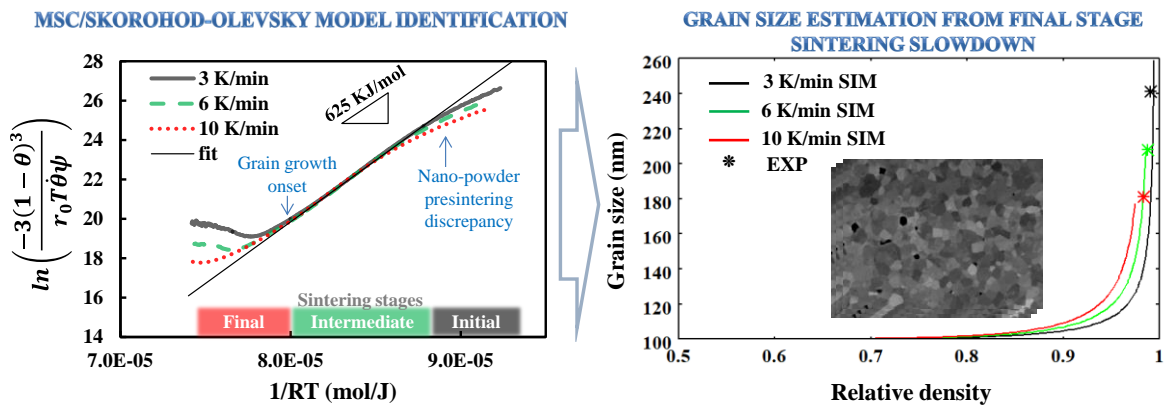 MSC/SKOROHOD-OLEVSKY MODEL IDENTIFICATION
28
26
24
22
20
18
16
14
ln (−3(1 − θ)³ / r₀Tθ̇ψ)
3 K/min
6 K/min
10 K/min
fit
625 KJ/mol
Grain growth
onset
Nano-powder
presintering
discrepancy
Sintering stages
Final
Intermediate
Initial
7.0E-05
8.0E-05
9.0E-05
1/RT (mol/J)
GRAIN SIZE ESTIMATION FROM FINAL STAGE
SINTERING SLOWDOWN
260
240
220
200
180
160
140
120
100
Grain size (nm)
3 K/min SIM
6 K/min SIM
10 K/min SIM
EXP
0.5
0.6
0.7
0.8
0.9
1
Relative density